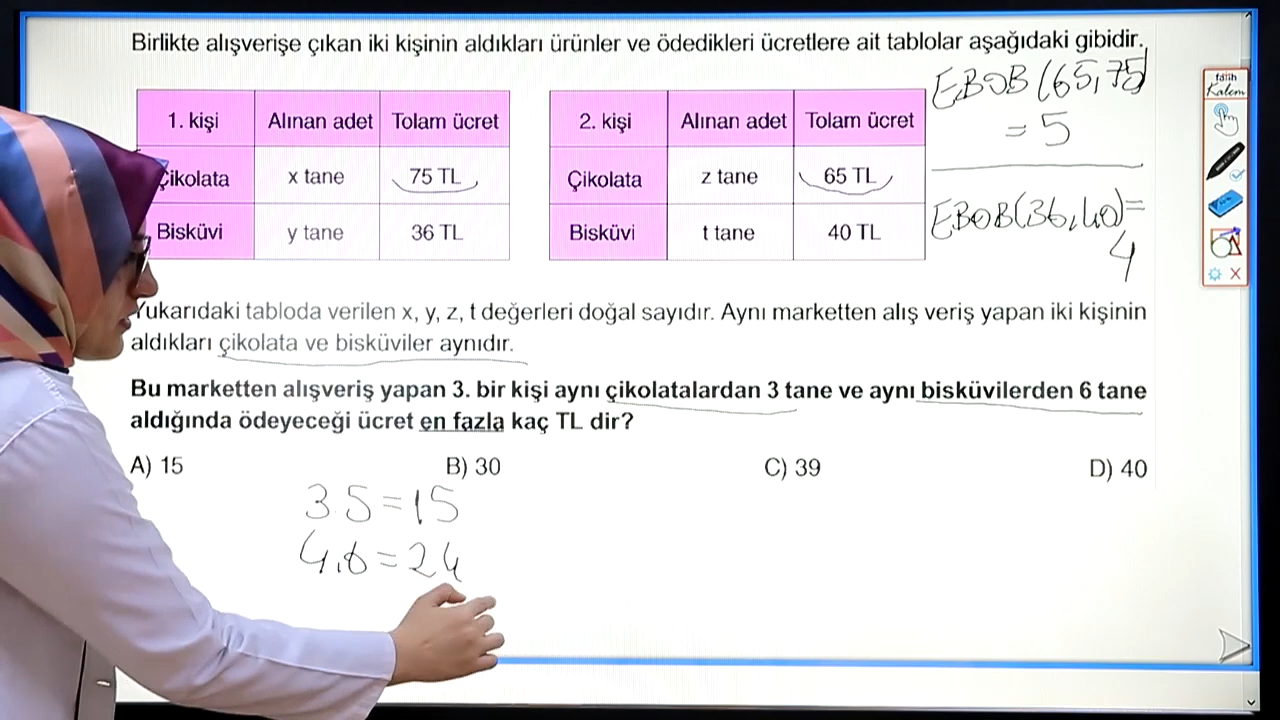 Birlikte alışverişe çıkan iki kişinin aldıkları ürünler ve ödedikleri ücretlere ait tablolar aşağıdaki gibidir.
1. kişi Alınan adet Tolam ücret
Çikolata x tane 75 TL
Bisküvi y tane 36 TL
2. kişi Alınan adet Tolam ücret
Çikolata z tane 65 TL
Bisküvi t tane 40 TL
EBOB(65,75)
=5
EBOB(36,40)=
4
fatih
Kalem
Yukarıdaki tabloda verilen x, y, z, t değerleri doğal sayıdır. Aynı marketten alış veriş yapan iki kişinin
aldıkları çikolata ve bisküviler aynıdır.
Bu marketten alışveriş yapan 3. bir kişi aynı çikolatalardan 3 tane ve aynı bisküvilerden 6 tane
aldığında ödeyeceği ücret en fazla kaç TL dir?
A) 15 B) 30 C) 39 D) 40
3.5=15
4.6=24